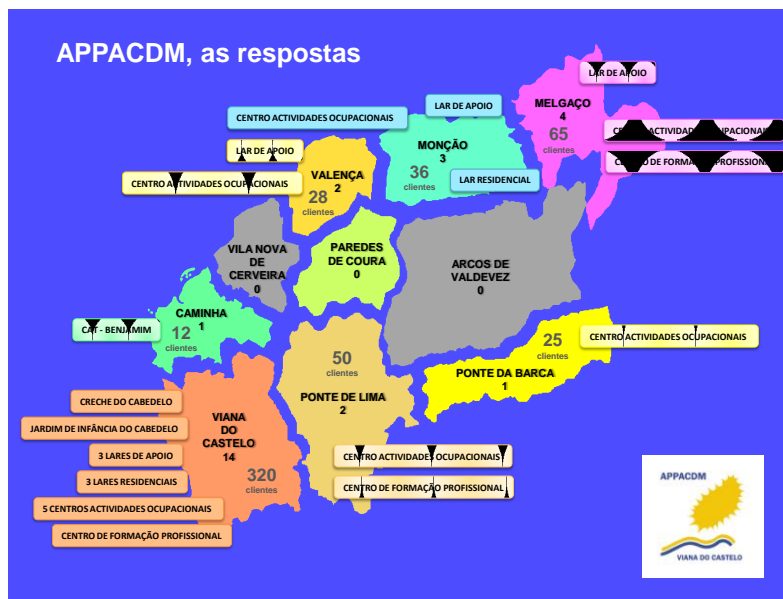 APPACDM, as respostas
LAR DE APOIO
MELGAÇO
4
65
clientes
CENTRO ACTIVIDADES OCUPACIONAIS
CENTRO DE FORMAÇÃO PROFISSIONAL
CENTRO ACTIVIDADES OCUPACIONAIS
LAR DE APOIO
MONÇÃO
3
36
clientes
LAR RESIDENCIAL
LAR DE APOIO
CENTRO ACTIVIDADES OCUPACIONAIS
VALENÇA
2
28
clientes
VILA NOVA
DE
CERVEIRA
0
PAREDES
DE COURA
0
ARCOS DE
VALDEVEZ
0
CAMINHA
1
12
clientes
CAT - BENJAMIM
25
clientes
CENTRO ACTIVIDADES OCUPACIONAIS
PONTE DA BARCA
1
50
clientes
PONTE DE LIMA
2
CENTRO ACTIVIDADES OCUPACIONAIS
CENTRO DE FORMAÇÃO PROFISSIONAL
CRECHE DO CABEDELO
JARDIM DE INFÂNCIA DO CABEDELO
3 LARES DE APOIO
3 LARES RESIDENCIAIS
5 CENTROS ACTIVIDADES OCUPACIONAIS
CENTRO DE FORMAÇÃO PROFISSIONAL
VIANA
DO
CASTELO
14
320
clientes
APPACDM
VIANA DO CASTELO